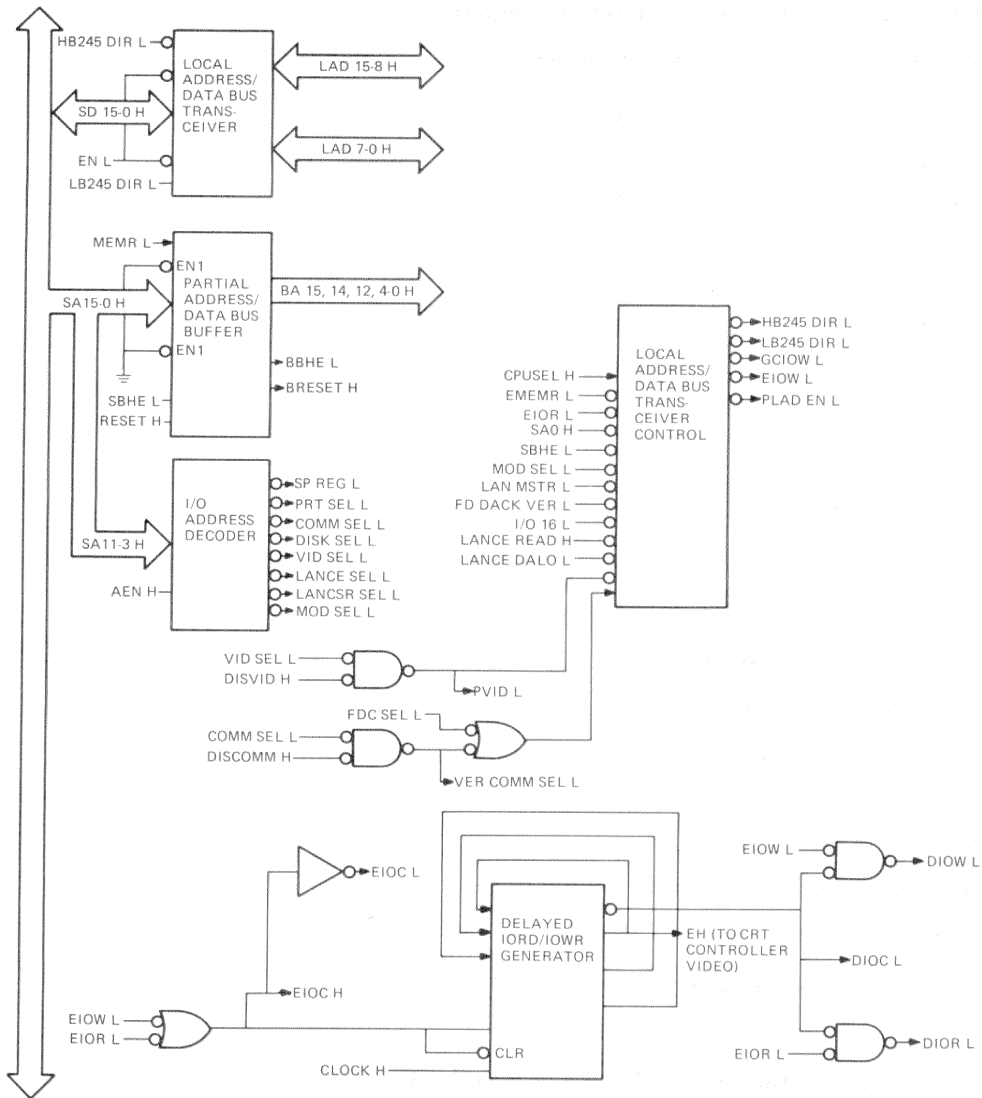 HB245 DIR L
LOCAL
ADDRESS/
DATA BUS
TRANS-
CEIVER
SD 15-0 H
EN L
LB245 DIR L
LAD 15-8 H
LAD 7-0 H
MEMR L
EN1
PARTIAL
ADDRESS/
DATA BUS
BUFFER
EN1
SA15-0 H
SBHE L
RESET H
BA 15, 14, 12, 4-0 H
BBHE L
BRESET H
I/O
ADDRESS
DECODER
SA11-3 H
AEN H
SP REG L
PRT SEL L
COMM SEL L
DISK SEL L
VID SEL L
LANCE SEL L
LANCSR SEL L
MOD SEL L
CPUSEL H
EMEMR L
EIOR L
SA0 H
SBHE L
MOD SEL L
LAN MSTR L
FD DACK VER L
I/O 16 L
LANCE READ H
LANCE DALO L
LOCAL
ADDRESS/
DATA BUS
TRANS-
CEIVER
CONTROL
HB245 DIR L
LB245 DIR L
GCIOW L
EIOW L
PLAD EN L
VID SEL L
DISVID H
PVID L
FDC SEL L
COMM SEL L
DISCOMM H
VER COMM SEL L
EIOC L
EIOC H
EIOW L
EIOR L
CLOCK H
DELAYED
IORD/IOWR
GENERATOR
CLR
EH (TO CRT
CONTROLLER
VIDEO)
EIOW L
DIOW L
DIOC L
EIOR L
DIOR L